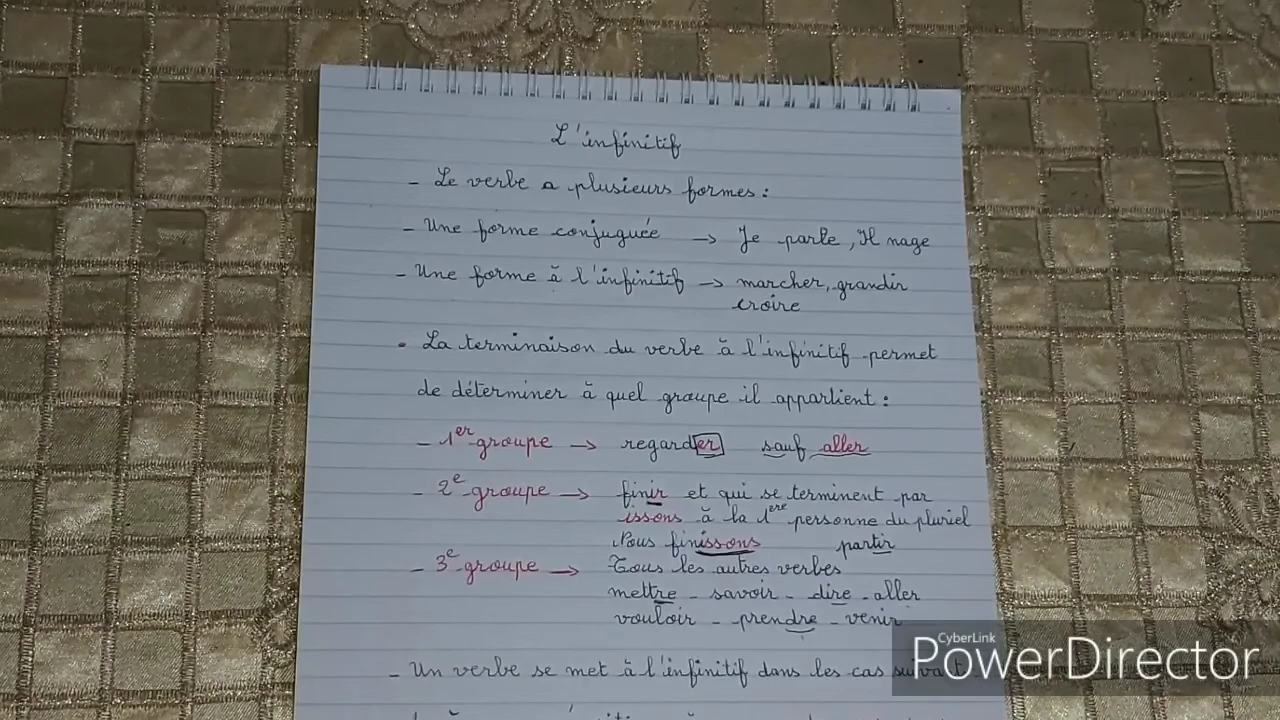 L'infinitif
- Le verbe a plusieurs formes :
- Une forme conjuguée → Je parle, Il nage
- Une forme à l'infinitif → marcher, grandir
croire
• La terminaison du verbe à l'infinitif permet
de déterminer à quel groupe il appartient :
- 1er groupe → regarder sauf aller
- 2e groupe → finir et qui se terminent par
issons à la 1ere personne du pluriel
Nous finissons partir
- 3e groupe → Tous les autres verbes
mettre - savoir - dire - aller
vouloir - prendre - venir
- Un verbe se met à l'infinitif dans les cas
CyberLink
PowerDirector